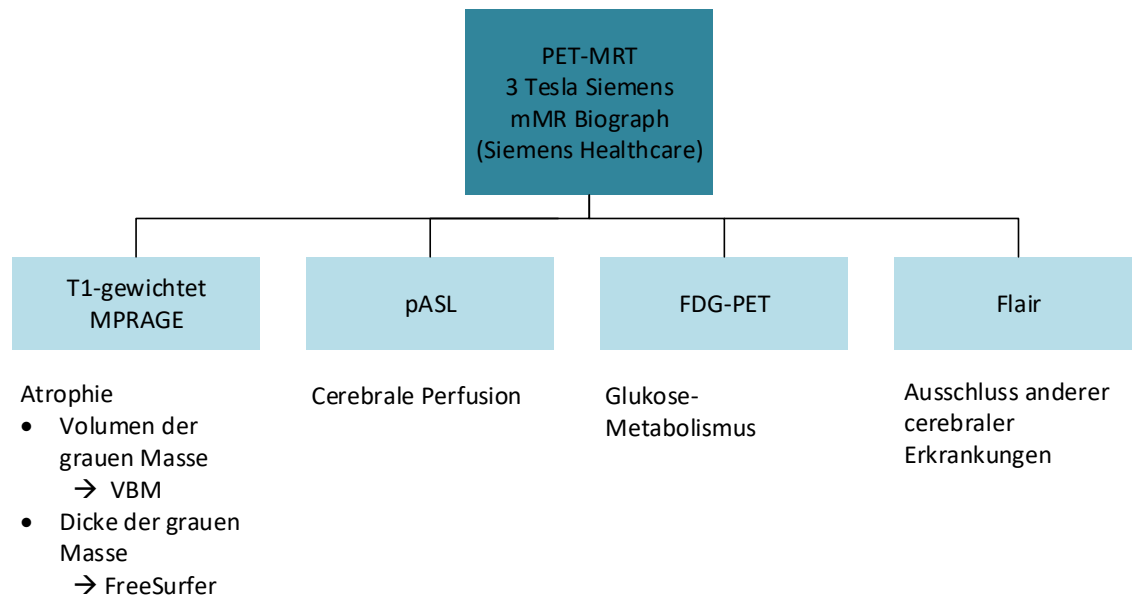 PET-MRT
3 Tesla Siemens
mMR Biograph
(Siemens Healthcare)
T1-gewichtet
MPRAGE
pASL
FDG-PET
Flair
Atrophie
• Volumen der
grauen Masse
→ VBM
• Dicke der grauen
Masse
→ FreeSurfer
Cerebrale Perfusion
Glukose-
Metabolismus
Ausschluss anderer
cerebraler
Erkrankungen